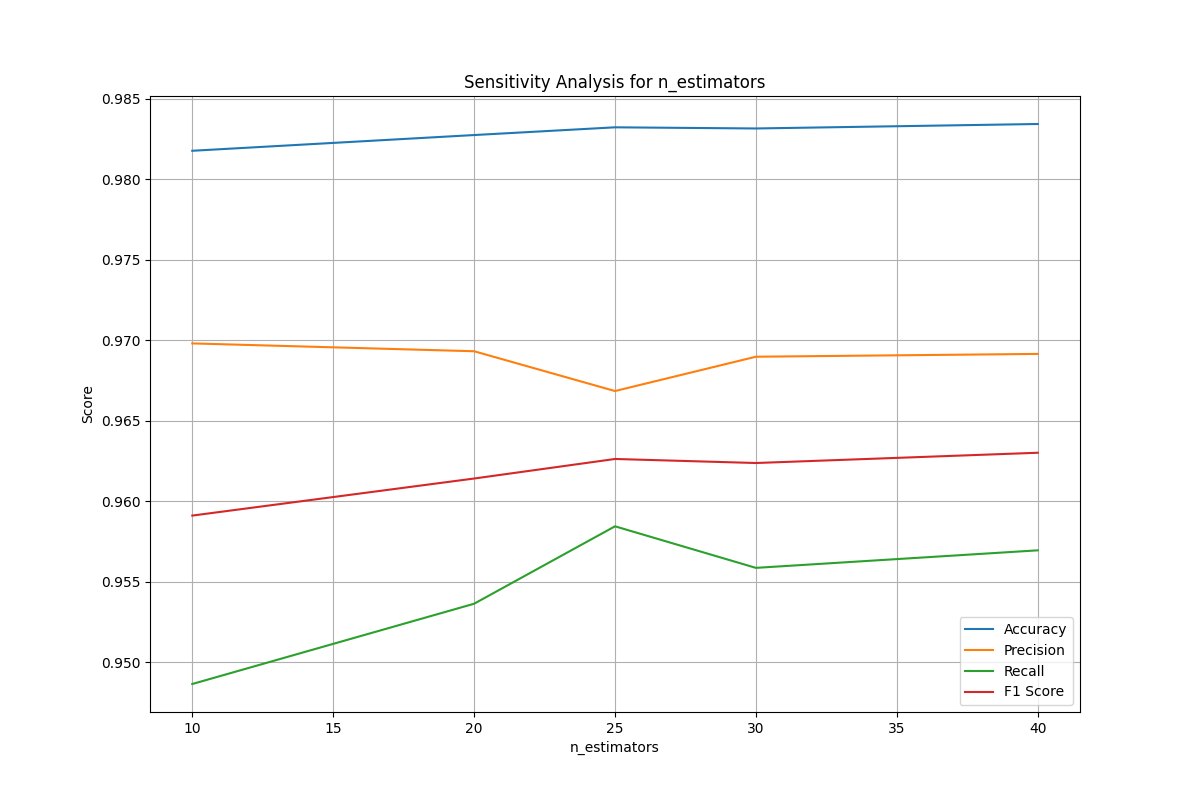 Sensitivity Analysis for n_estimators
0.985
0.980
0.975
0.970
0.965
0.960
0.955
0.950
Score
10 15 20 25 30 35 40
n_estimators
Accuracy
Precision
Recall
F1 Score